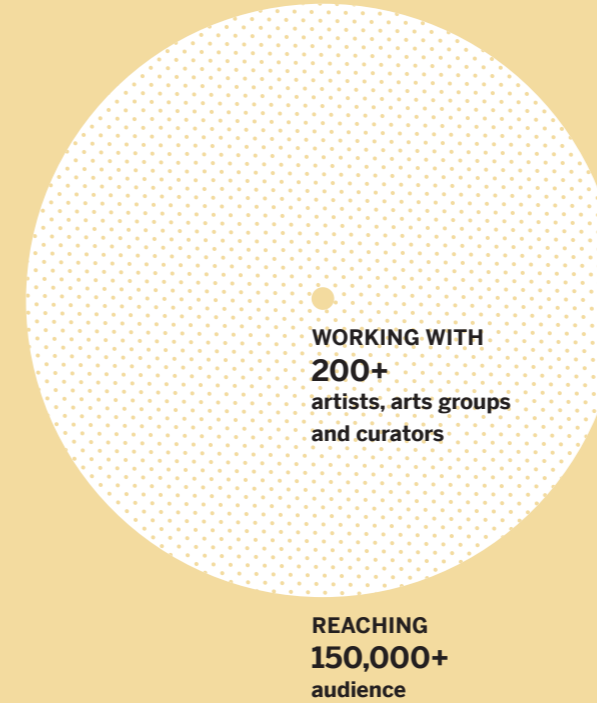 WORKING WITH
200+
artists, arts groups
and curators
REACHING
150,000+
audience